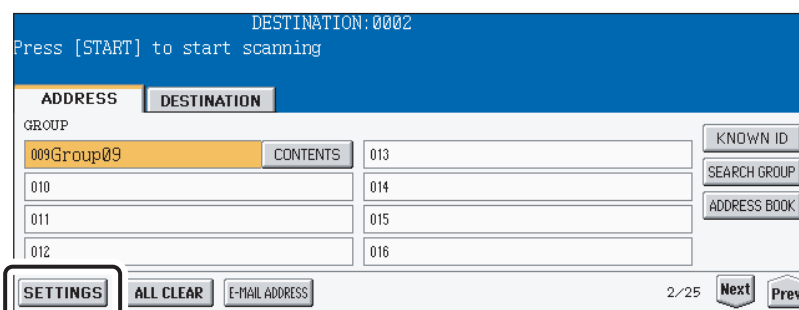 DESTINATION:0002
Press [START] to start scanning
ADDRESS DESTINATION
GROUP
009Group09 CONTENTS 013 KNOWN ID
010 014 SEARCH GROUP
011 015 ADDRESS BOOK
012 016
SETTINGS ALL CLEAR E-MAIL ADDRESS 2/25 Next Prev